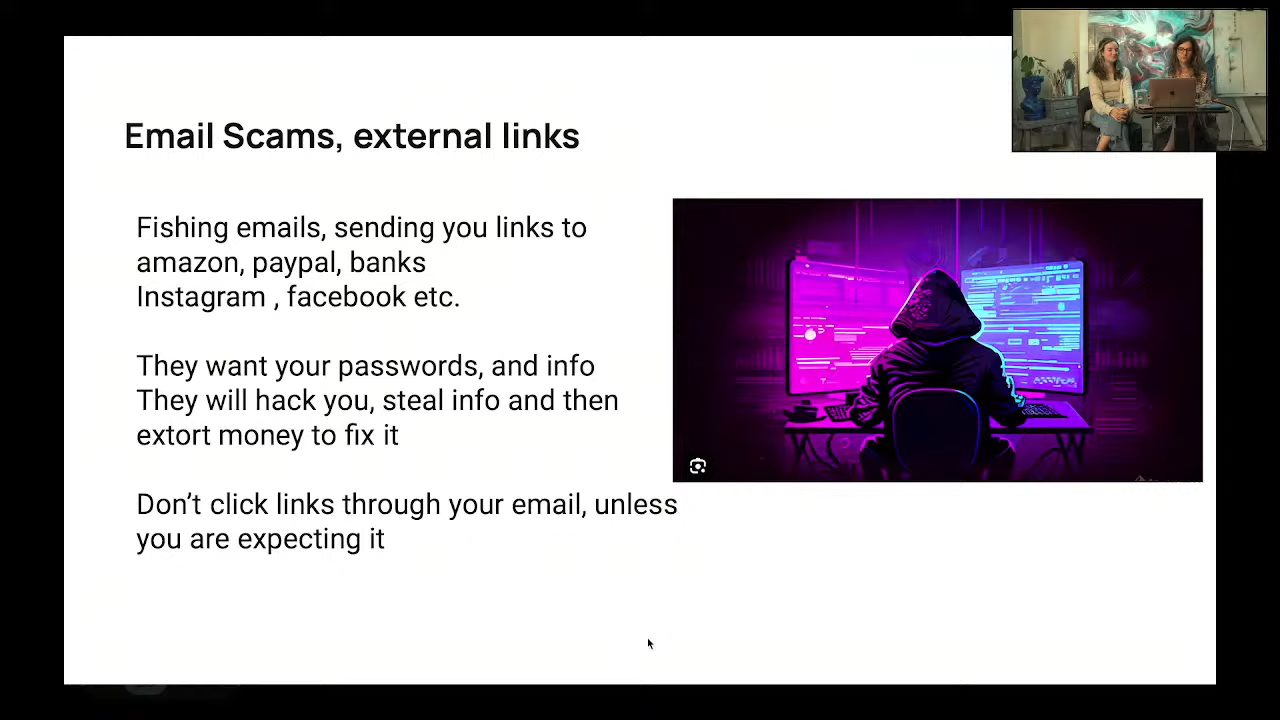 Email Scams, external links
Fishing emails, sending you links to
amazon, paypal, banks
Instagram , facebook etc.
They want your passwords, and info
They will hack you, steal info and then
extort money to fix it
Don’t click links through your email, unless
you are expecting it